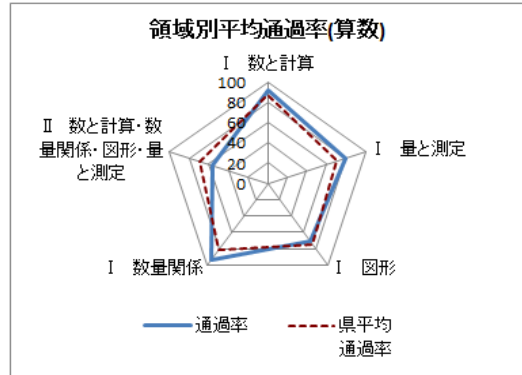 領域別平均通過率(算数)
Ⅰ　数と計算
100
80
60
40
20
0
Ⅰ　量と測定
Ⅰ　図形
Ⅰ　数量関係
Ⅱ　数と計算・数
量関係・図形・量
と測定
通過率
県平均
通過率